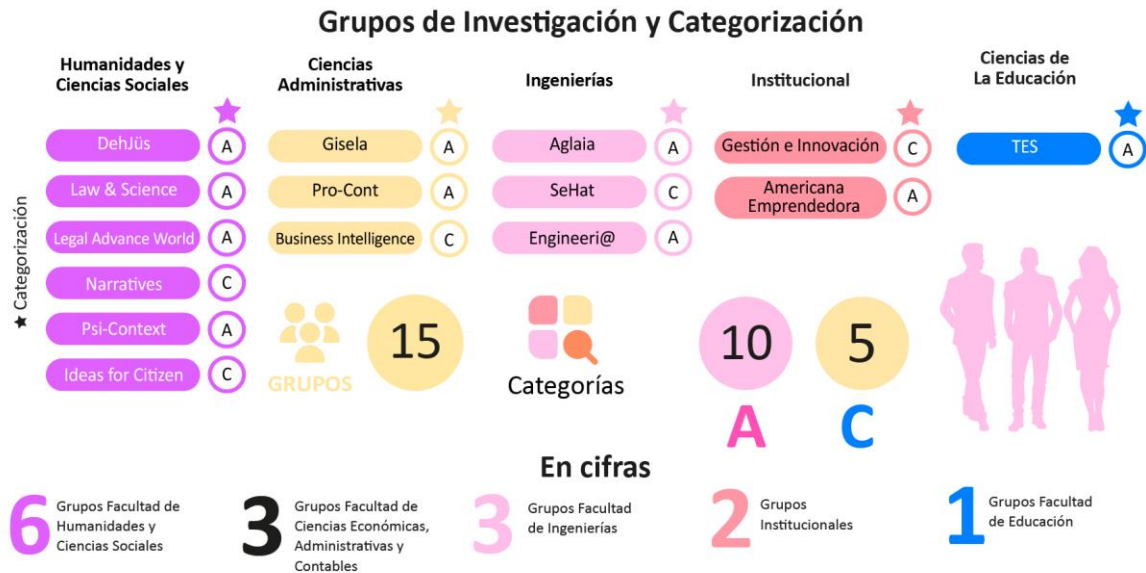 Grupos de Investigación y Categorización
Humanidades y
Ciencias Sociales
★ Categorización
DehJüs
A
Law & Science
A
Legal Advance World
A
Narratives
C
Psi-Context
A
Ideas for Citizen
C
Ciencias
Administrativas
Gisela
A
Pro-Cont
A
Business Intelligence
C
Ingenierías
Aglaia
A
SeHat
C
Engineeri@
A
Institucional
Gestión e Innovación
C
Americana
Emprendedora
A
Ciencias de
La Educación
TES
A
GRUPOS
15
Categorías
10
A
5
C
En cifras
6
Grupos Facultad de
Humanidades y
Ciencias Sociales
3
Grupos Facultad de
Ciencias Económicas,
Administrativas y
Contables
3
Grupos Facultad
de Ingenierías
2
Grupos
Institucionales
1
Grupos Facultad
de Educación